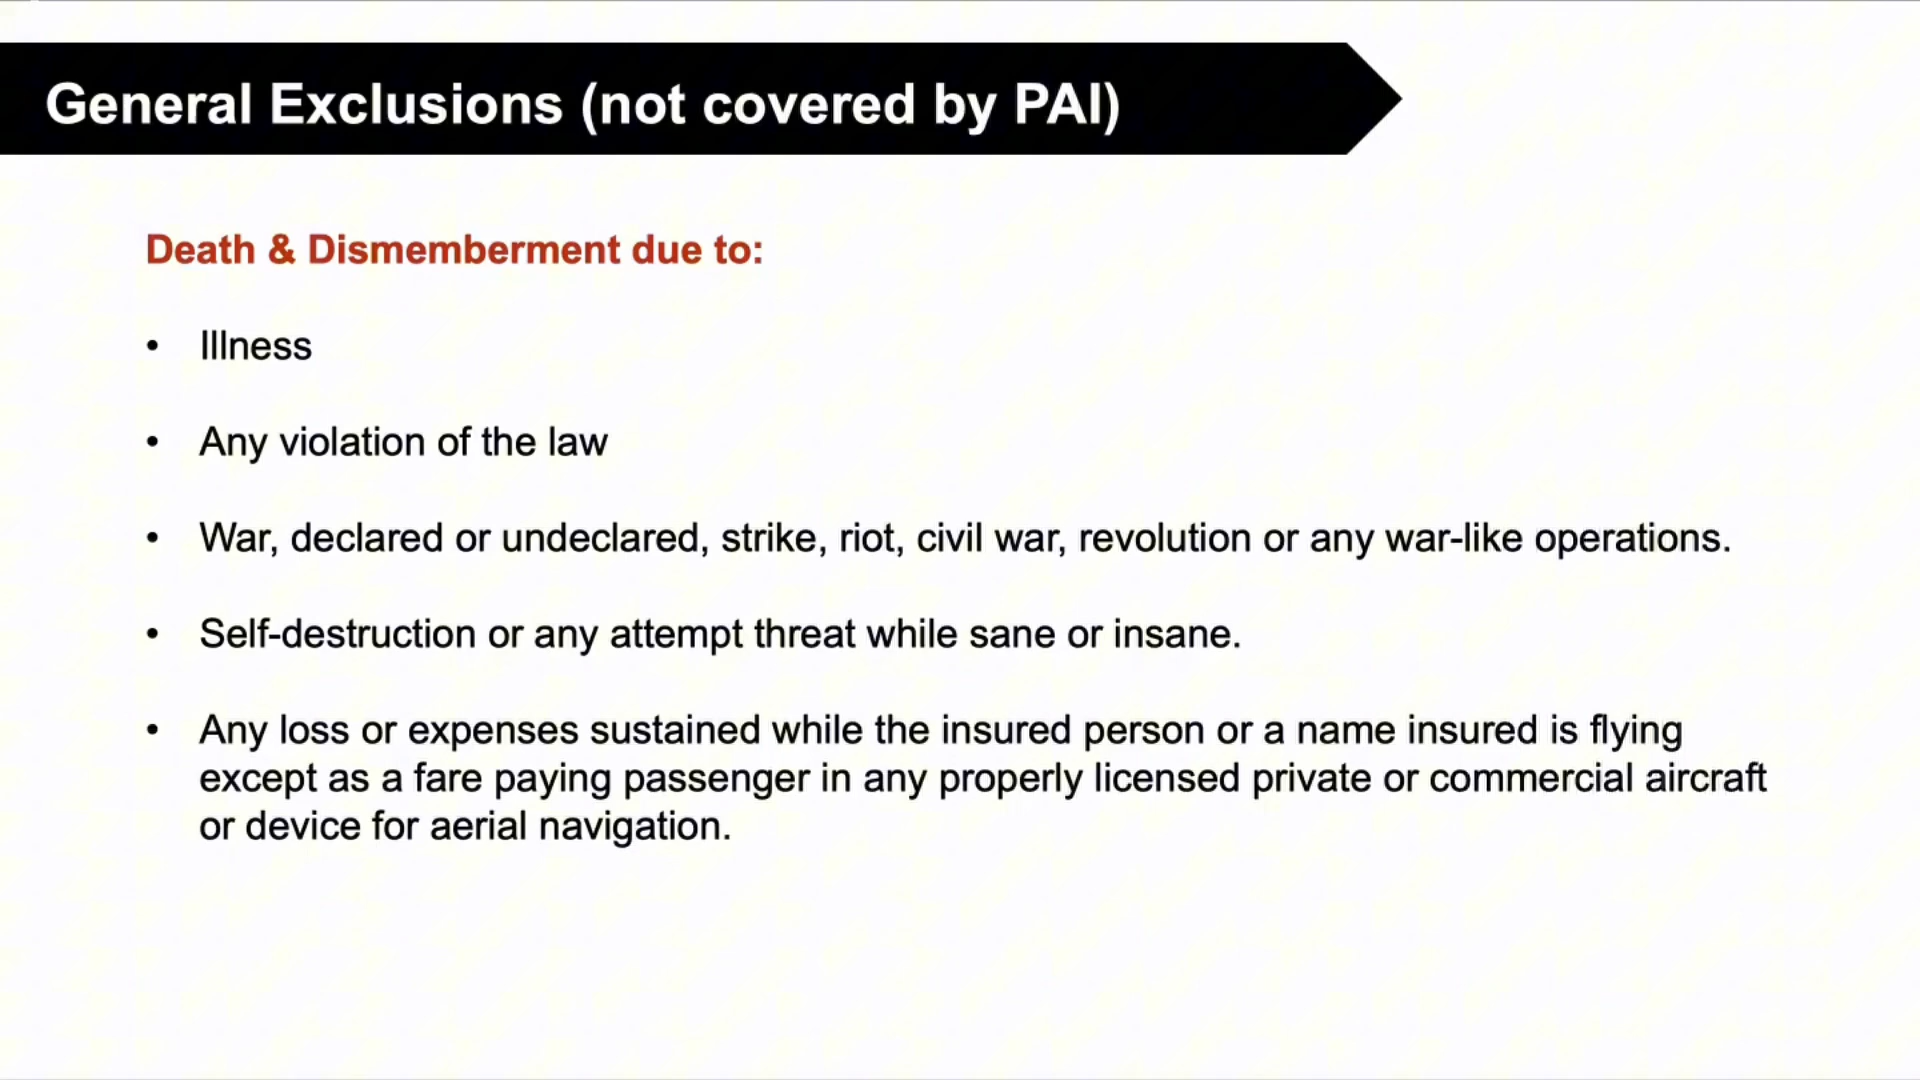 General Exclusions (not covered by PAI)
Death & Dismemberment due to:
• Illness
• Any violation of the law
• War, declared or undeclared, strike, riot, civil war, revolution or any war-like operations.
• Self-destruction or any attempt threat while sane or insane.
• Any loss or expenses sustained while the insured person or a name insured is flying
except as a fare paying passenger in any properly licensed private or commercial aircraft
or device for aerial navigation.